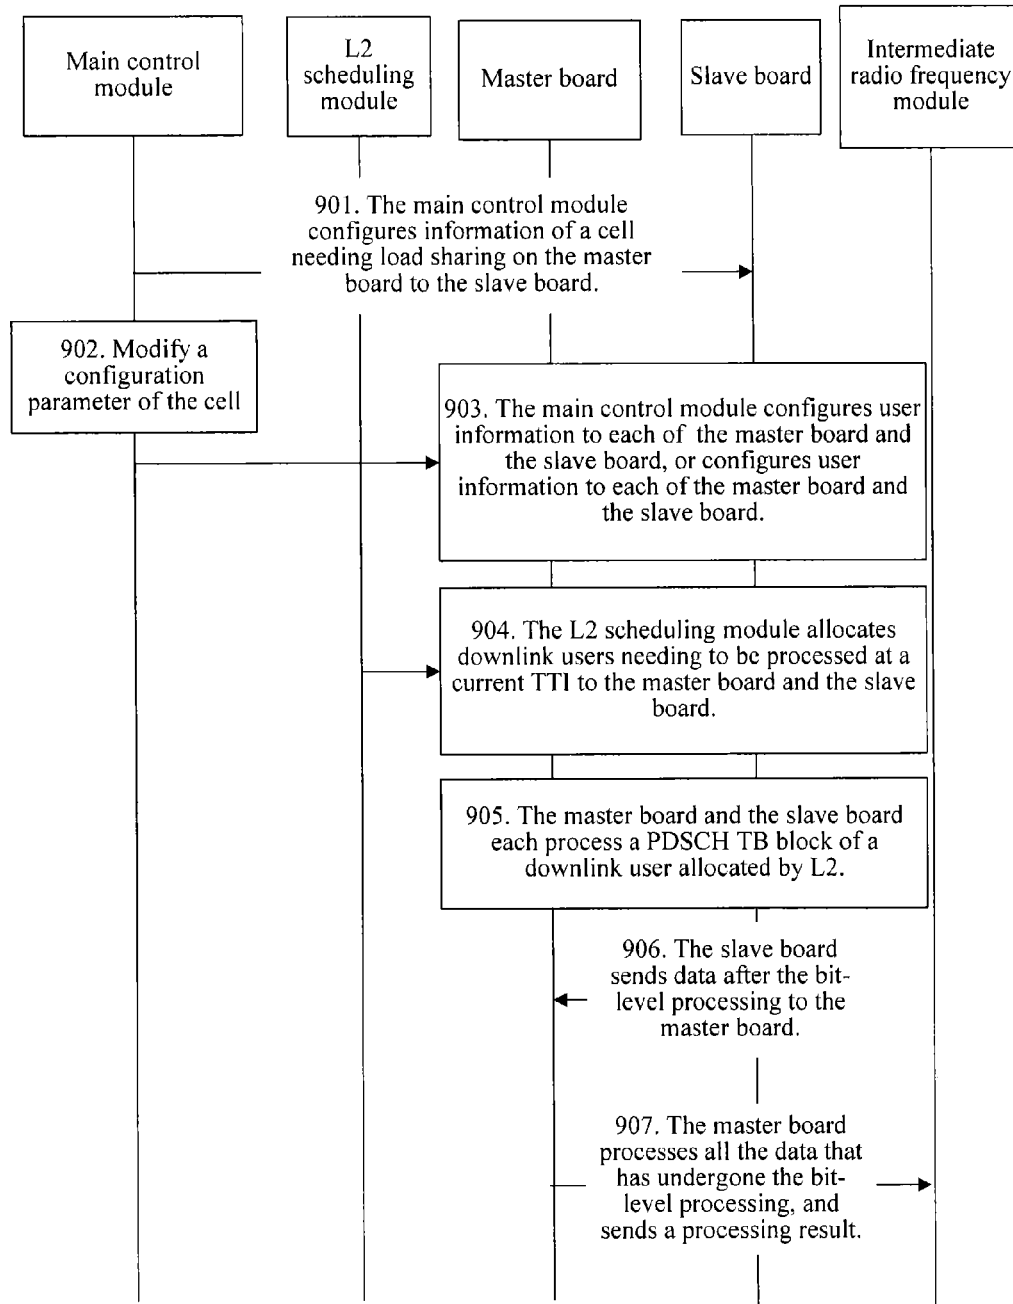 Main control
module
L2
scheduling
module
Master board
Slave board
Intermediate
radio frequency
module
901. The main control module
configures information of a cell
needing load sharing on the master
board to the slave board.
902. Modify a
configuration
parameter of the cell
903. The main control module configures user
information to each of the master board and
the slave board, or configures user
information to each of the master board and
the slave board.
904. The L2 scheduling module allocates
downlink users needing to be processed at a
current TTI to the master board and the slave
board.
905. The master board and the slave board
each process a PDSCH TB block of a
downlink user allocated by L2.
906. The slave board
sends data after the bit-
level processing to the
master board.
907. The master board
processes all the data that
has undergone the bit-
level processing, and
sends a processing result.